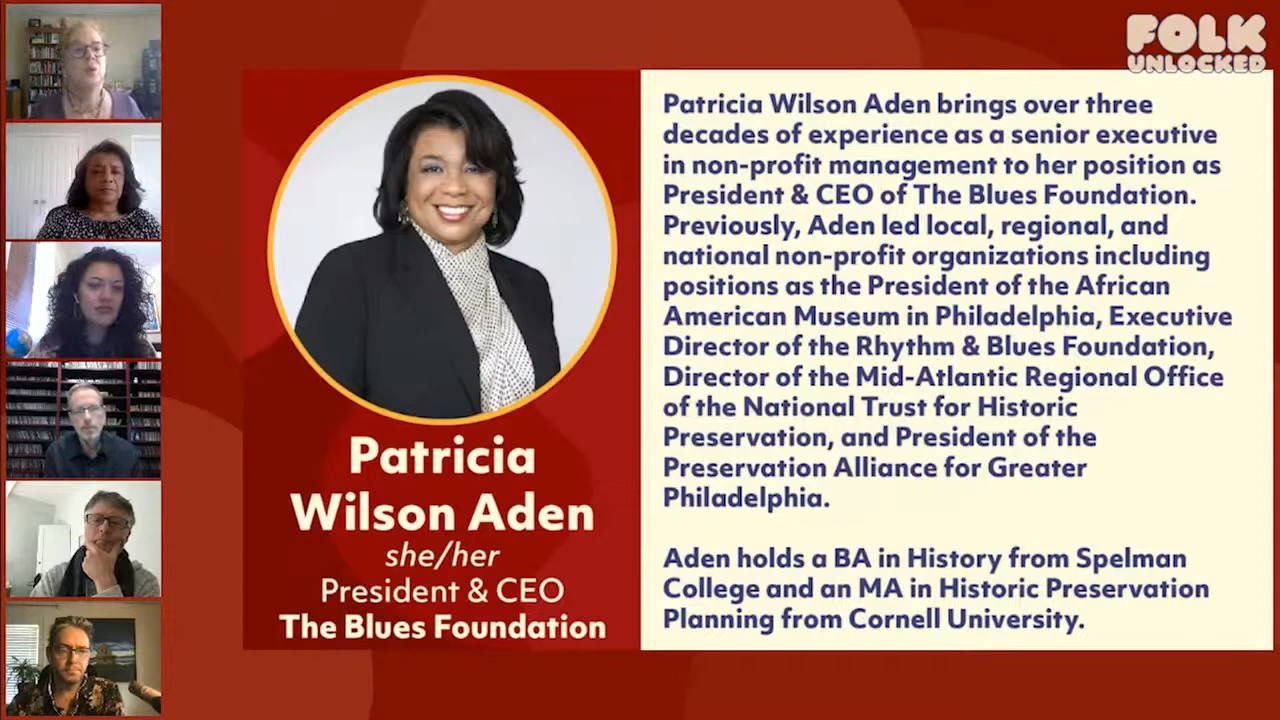 FOLK
UNLOCKED
Patricia
Wilson Aden
she/her
President & CEO
The Blues Foundation
Patricia Wilson Aden brings over three
decades of experience as a senior executive
in non-profit management to her position as
President & CEO of The Blues Foundation.
Previously, Aden led local, regional, and
national non-profit organizations including
positions as the President of the African
American Museum in Philadelphia, Executive
Director of the Rhythm & Blues Foundation,
Director of the Mid-Atlantic Regional Office
of the National Trust for Historic
Preservation, and President of the
Preservation Alliance for Greater
Philadelphia.
Aden holds a BA in History from Spelman
College and an MA in Historic Preservation
Planning from Cornell University.